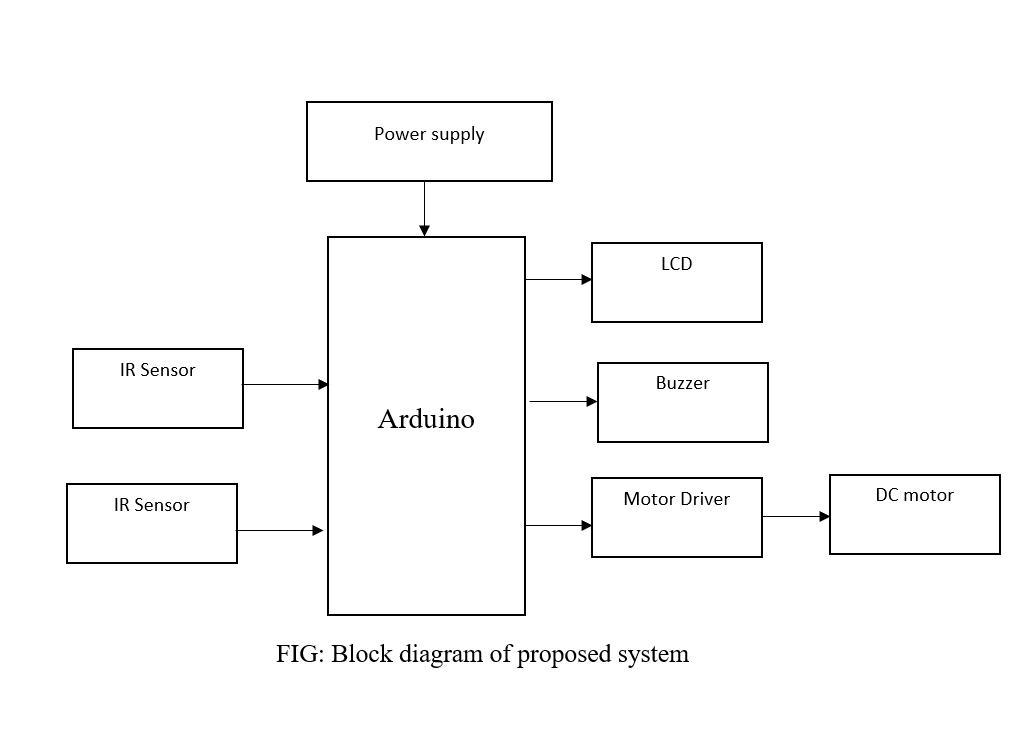 Power supply
LCD
IR Sensor
Buzzer
Arduino
IR Sensor
Motor Driver
DC motor
FIG: Block diagram of proposed system